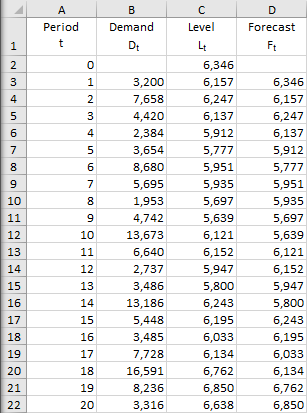 A B C D
1 Period t Demand Dt Level Lt Forecast Ft
2 0 6,346
3 1 3,200 6,157 6,346
4 2 7,658 6,247 6,157
5 3 4,420 6,137 6,247
6 4 2,384 5,912 6,137
7 5 3,654 5,777 5,912
8 6 8,680 5,951 5,777
9 7 5,695 5,935 5,951
10 8 1,953 5,697 5,935
11 9 4,742 5,639 5,697
12 10 13,673 6,121 5,639
13 11 6,640 6,152 6,121
14 12 2,737 5,947 6,152
15 13 3,486 5,800 5,947
16 14 13,186 6,243 5,800
17 15 5,448 6,195 6,243
18 16 3,485 6,033 6,195
19 17 7,728 6,134 6,033
20 18 16,591 6,762 6,134
21 19 8,236 6,850 6,762
22 20 3,316 6,638 6,850